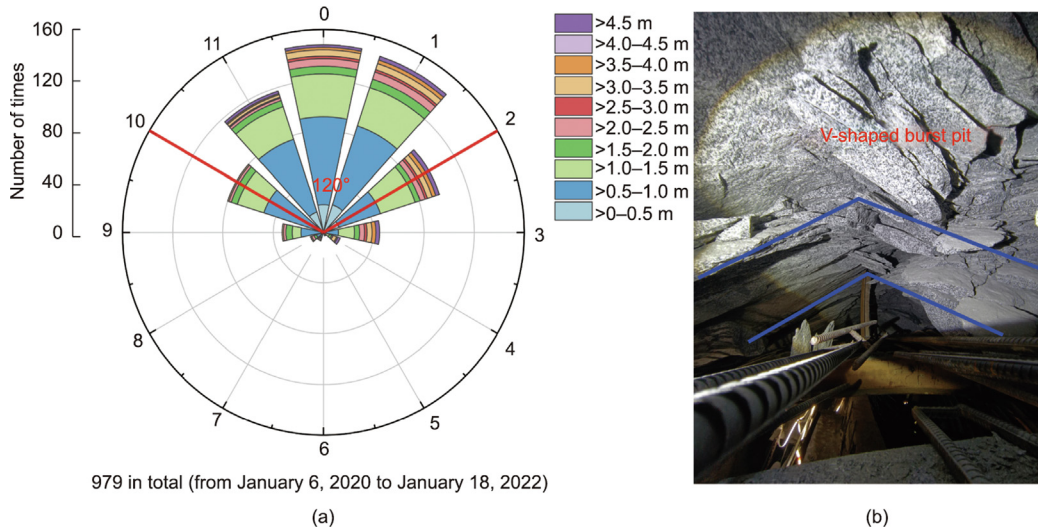 160
120
80
40
0
Number of times
0
1
2
3
4
5
6
7
8
9
10
11
120°
>4.5 m
>4.0–4.5 m
>3.5–4.0 m
>3.0–3.5 m
>2.5–3.0 m
>2.0–2.5 m
>1.5–2.0 m
>1.0–1.5 m
>0.5–1.0 m
>0–0.5 m
979 in total (from January 6, 2020 to January 18, 2022)
(a)
V-shaped burst pit
(b)